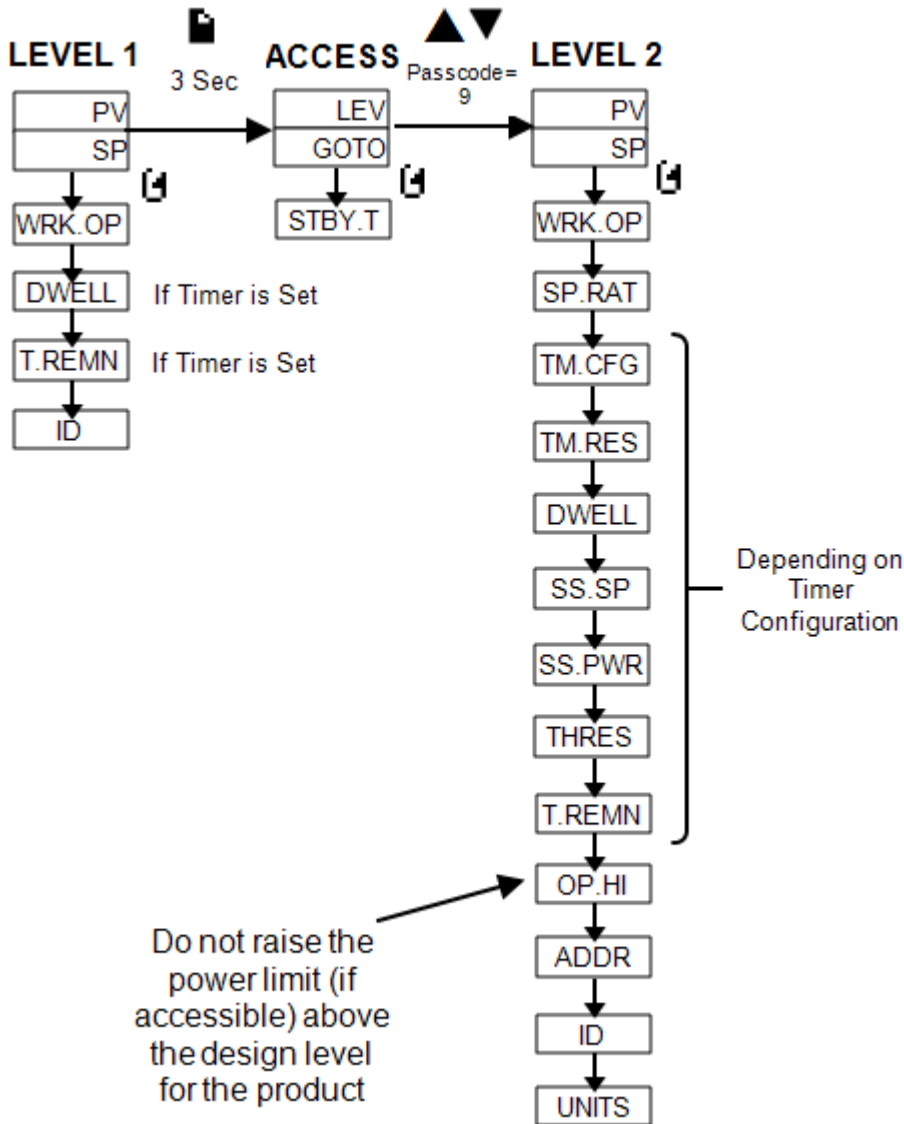 LEVEL 1
3 Sec
ACCESS
Passcode=
9
LEVEL 2
PV
SP
WRK.OP
DWELL
If Timer is Set
T.REMN
If Timer is Set
ID
LEV
GOTO
STBY.T
PV
SP
WRK.OP
SP.RAT
TM.CFG
TM.RES
DWELL
SS.SP
SS.PWR
THRES
T.REMN
Depending on
Timer
Configuration
OP.HI
ADDR
ID
UNITS
Do not raise the
power limit (if
accessible) above
the design level
for the product